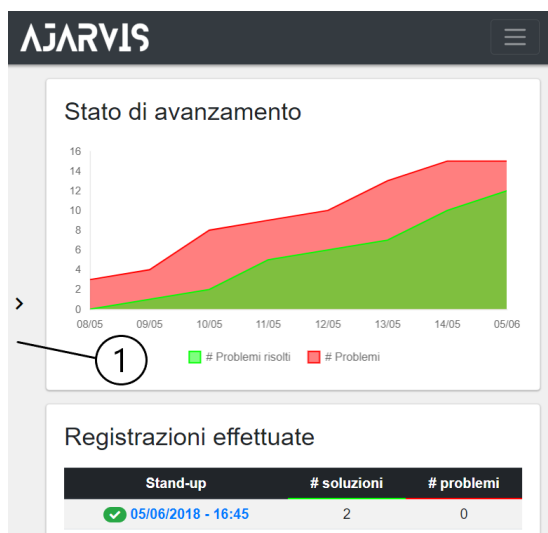 AJARVIS
Stato di avanzamento
16
14
12
10
8
6
4
2
0
08/05 09/05 10/05 11/05 12/05 13/05 14/05 05/06
# Problemi risolti # Problemi
1
Registrazioni effettuate
Stand-up # soluzioni # problemi
05/06/2018 - 16:45 2 0